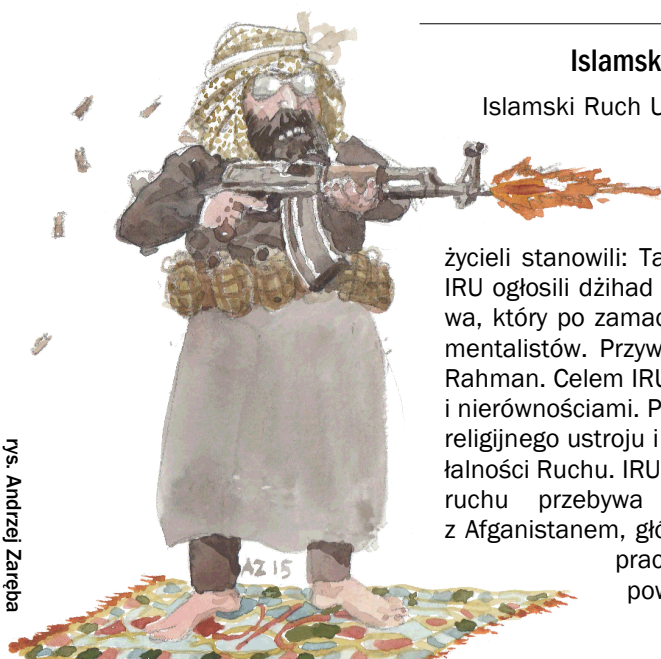 Islamsk
Islamski Ruch U
życieli stanowili: Ta
IRU ogłosili dżihad
wa, który po zamac
mentalistów. Przyw
Rahman. Celem IRU
i nierównościami. P
religijnego ustroju i
łalności Ruchu. IRU
ruchu przebywa
z Afganistanem, głó
prac
pow
rys. Andrzej Zaręba
AZ 15